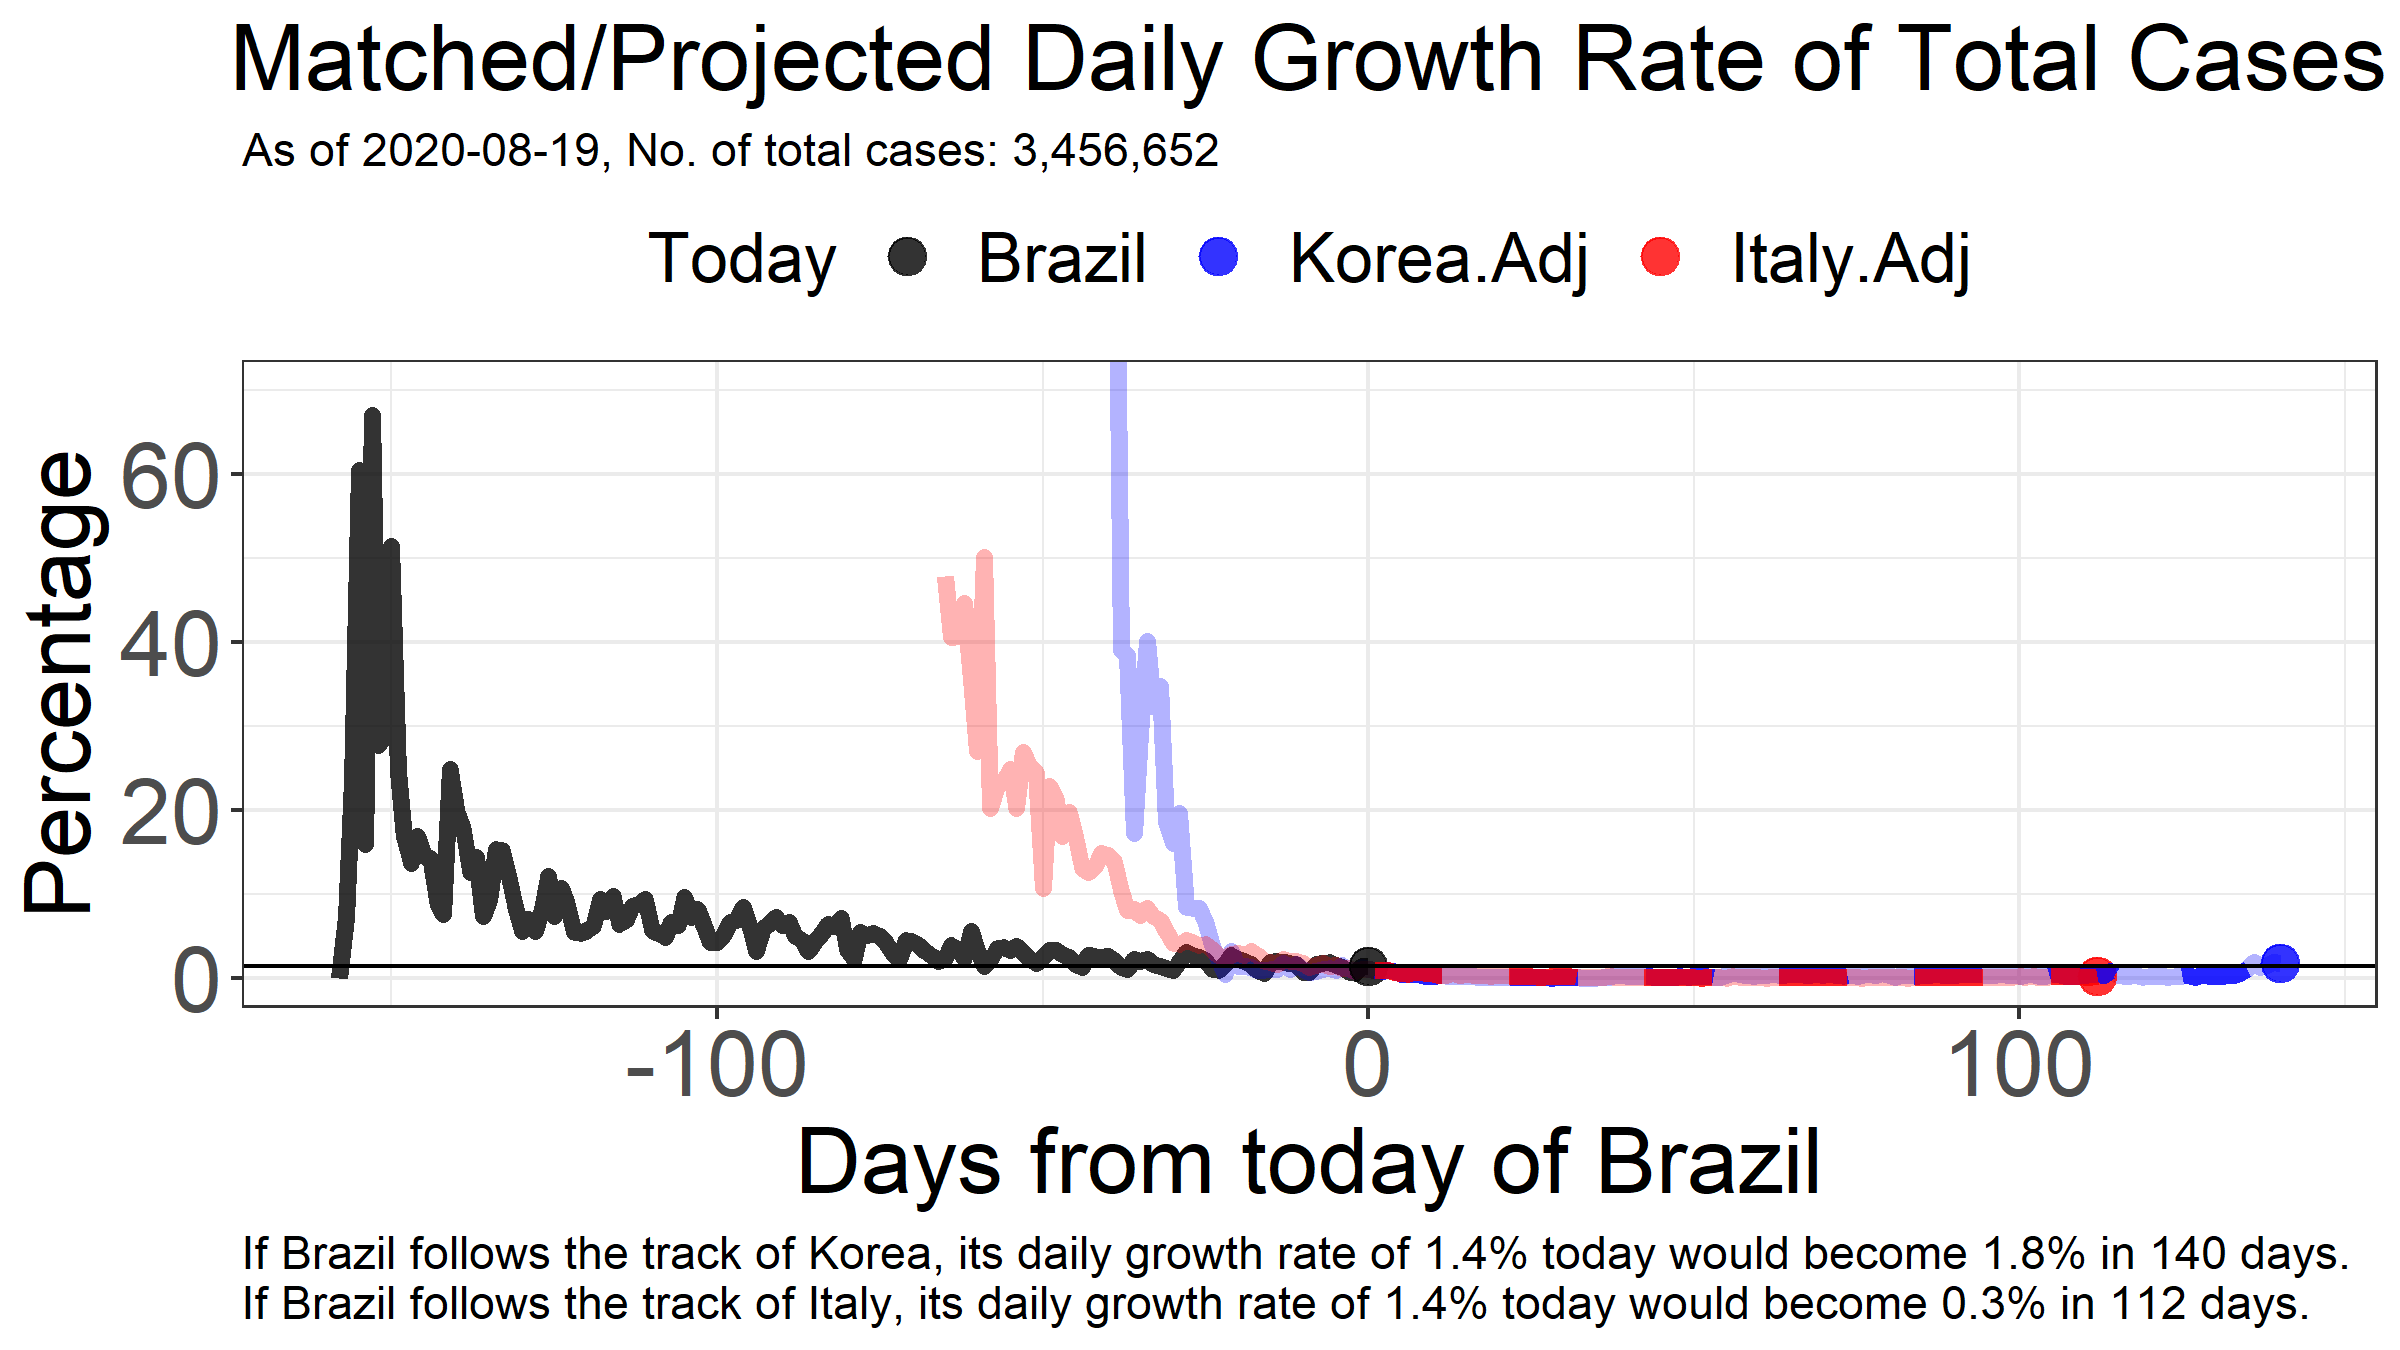 Matched/Projected Daily Growth Rate of Total Cases
As of 2020-08-19, No. of total cases: 3,456,652
Today Brazil Korea.Adj Italy.Adj
Percentage
60
40
20
0
-100 0 100
Days from today of Brazil
If Brazil follows the track of Korea, its daily growth rate of 1.4% today would become 1.8% in 140 days.
If Brazil follows the track of Italy, its daily growth rate of 1.4% today would become 0.3% in 112 days.